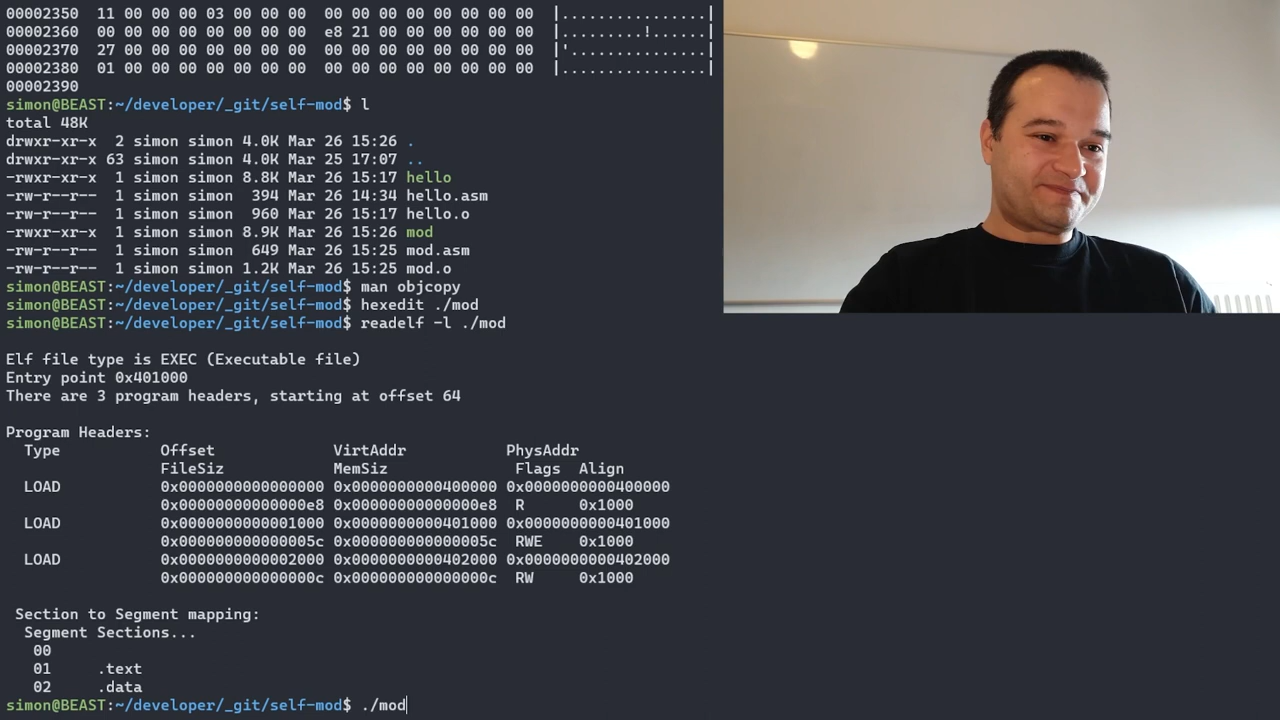 00002350  11 00 00 00 03 00 00 00  00 00 00 00 00 00 00 00  |................|
00002360  00 00 00 00 00 00 00 00  e8 21 00 00 00 00 00 00  |.........!......|
00002370  27 00 00 00 00 00 00 00  00 00 00 00 00 00 00 00  |'...............|
00002380  01 00 00 00 00 00 00 00  00 00 00 00 00 00 00 00  |................|
00002390
simon@BEAST:~/developer/_git/self-mod$ l
total 48K
drwxr-xr-x  2 simon simon 4.0K Mar 26 15:26 .
drwxr-xr-x 63 simon simon 4.0K Mar 25 17:07 ..
-rwxr-xr-x  1 simon simon 8.8K Mar 26 15:17 hello
-rw-r--r--  1 simon simon  394 Mar 26 14:34 hello.asm
-rw-r--r--  1 simon simon  960 Mar 26 15:17 hello.o
-rwxr-xr-x  1 simon simon 8.9K Mar 26 15:26 mod
-rw-r--r--  1 simon simon  649 Mar 26 15:25 mod.asm
-rw-r--r--  1 simon simon 1.2K Mar 26 15:25 mod.o
simon@BEAST:~/developer/_git/self-mod$ man objcopy
simon@BEAST:~/developer/_git/self-mod$ hexedit ./mod
simon@BEAST:~/developer/_git/self-mod$ readelf -l ./mod
Elf file type is EXEC (Executable file)
Entry point 0x401000
There are 3 program headers, starting at offset 64
Program Headers:
  Type           Offset             VirtAddr           PhysAddr
                 FileSiz            MemSiz              Flags  Align
  LOAD           0x0000000000000000 0x0000000000400000 0x0000000000400000
                 0x00000000000000e8 0x00000000000000e8  R      0x1000
  LOAD           0x0000000000001000 0x0000000000401000 0x0000000000401000
                 0x000000000000005c 0x000000000000005c  RWE    0x1000
  LOAD           0x0000000000002000 0x0000000000402000 0x0000000000402000
                 0x000000000000000c 0x000000000000000c  RW     0x1000
 Section to Segment mapping:
  Segment Sections...
   00
   01     .text
   02     .data
simon@BEAST:~/developer/_git/self-mod$ ./mod